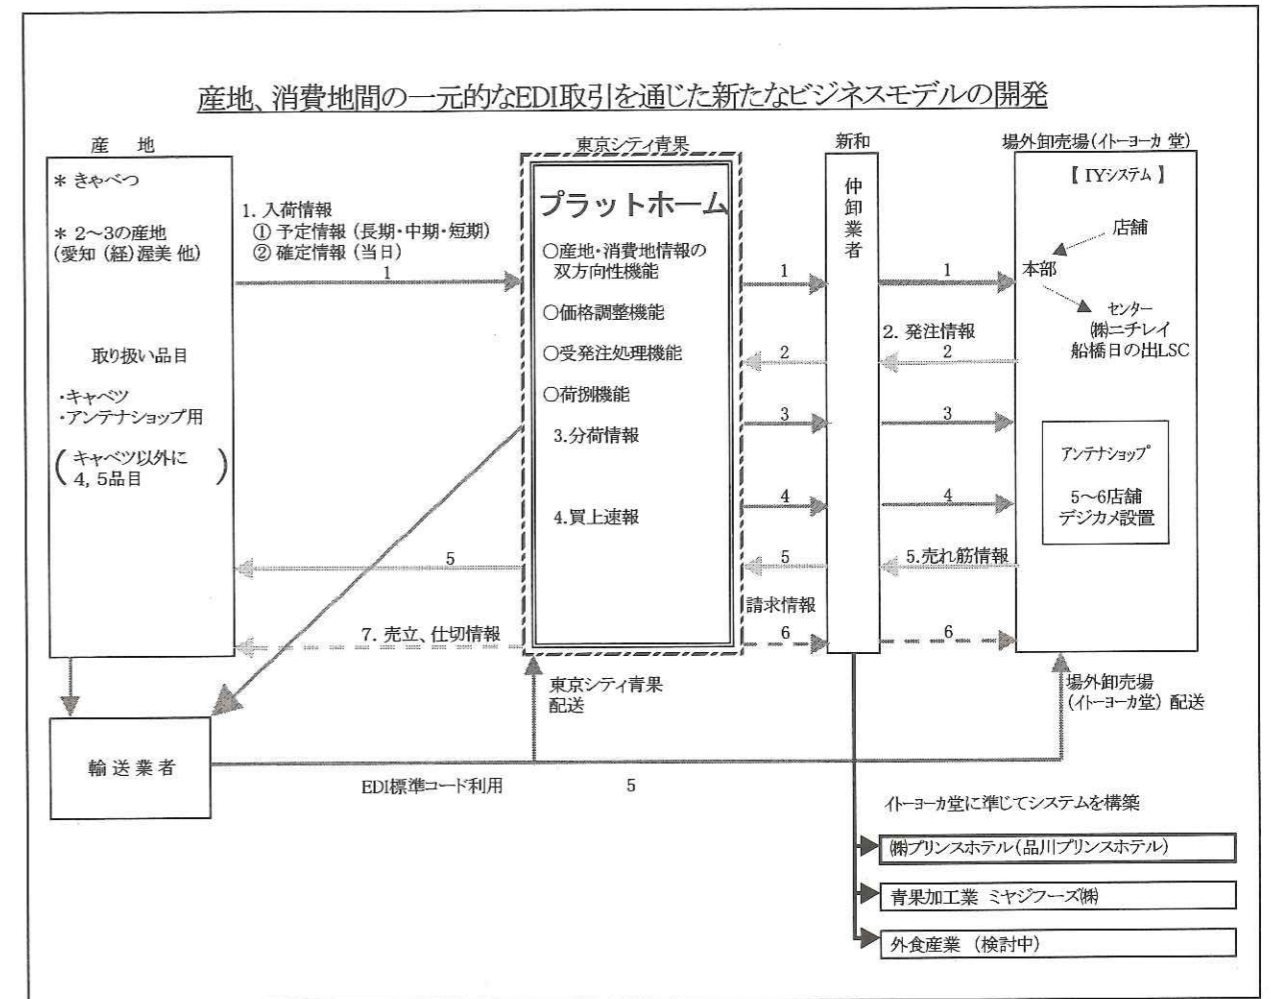 産地、消費地間の一元的なEDI取引を通じた新たなビジネスモデルの開発
産 地
＊きゃべつ
＊2～3の産地
(愛知 (経)渥美 他)
取り扱い品目
・キャベツ
・アンテナショップ用
(キャベツ以外に
4, 5品目)
1. 入荷情報
① 予定情報 (長期・中期・短期)
② 確定情報 (当日)
1
5
7. 売立、仕切情報
東京シティ青果
プラットホーム
○産地・消費地情報の
双方向性機能
○価格調整機能
○受発注処理機能
○荷捌機能
3.分荷情報
4.買上速報
1
2
3
4
5
請求情報
6
新和
仲卸業者
1
2. 発注情報
2
3
4
5.売れ筋情報
6
場外卸売場(イトーヨーカ堂)
【 IYシステム 】
店舗
本部
センター
㈱ニチレイ
船橋日の出LSC
アンテナショップ
5～6店舗
デジカメ設置
輸送業者
東京シティ青果
配送
場外卸売場
(イトーヨーカ堂) 配送
EDI標準コード利用
5
イトーヨーカ堂に準じてシステムを構築
㈱プリンスホテル(品川プリンスホテル)
青果加工業 ミヤジフーズ㈱
外食産業 (検討中)